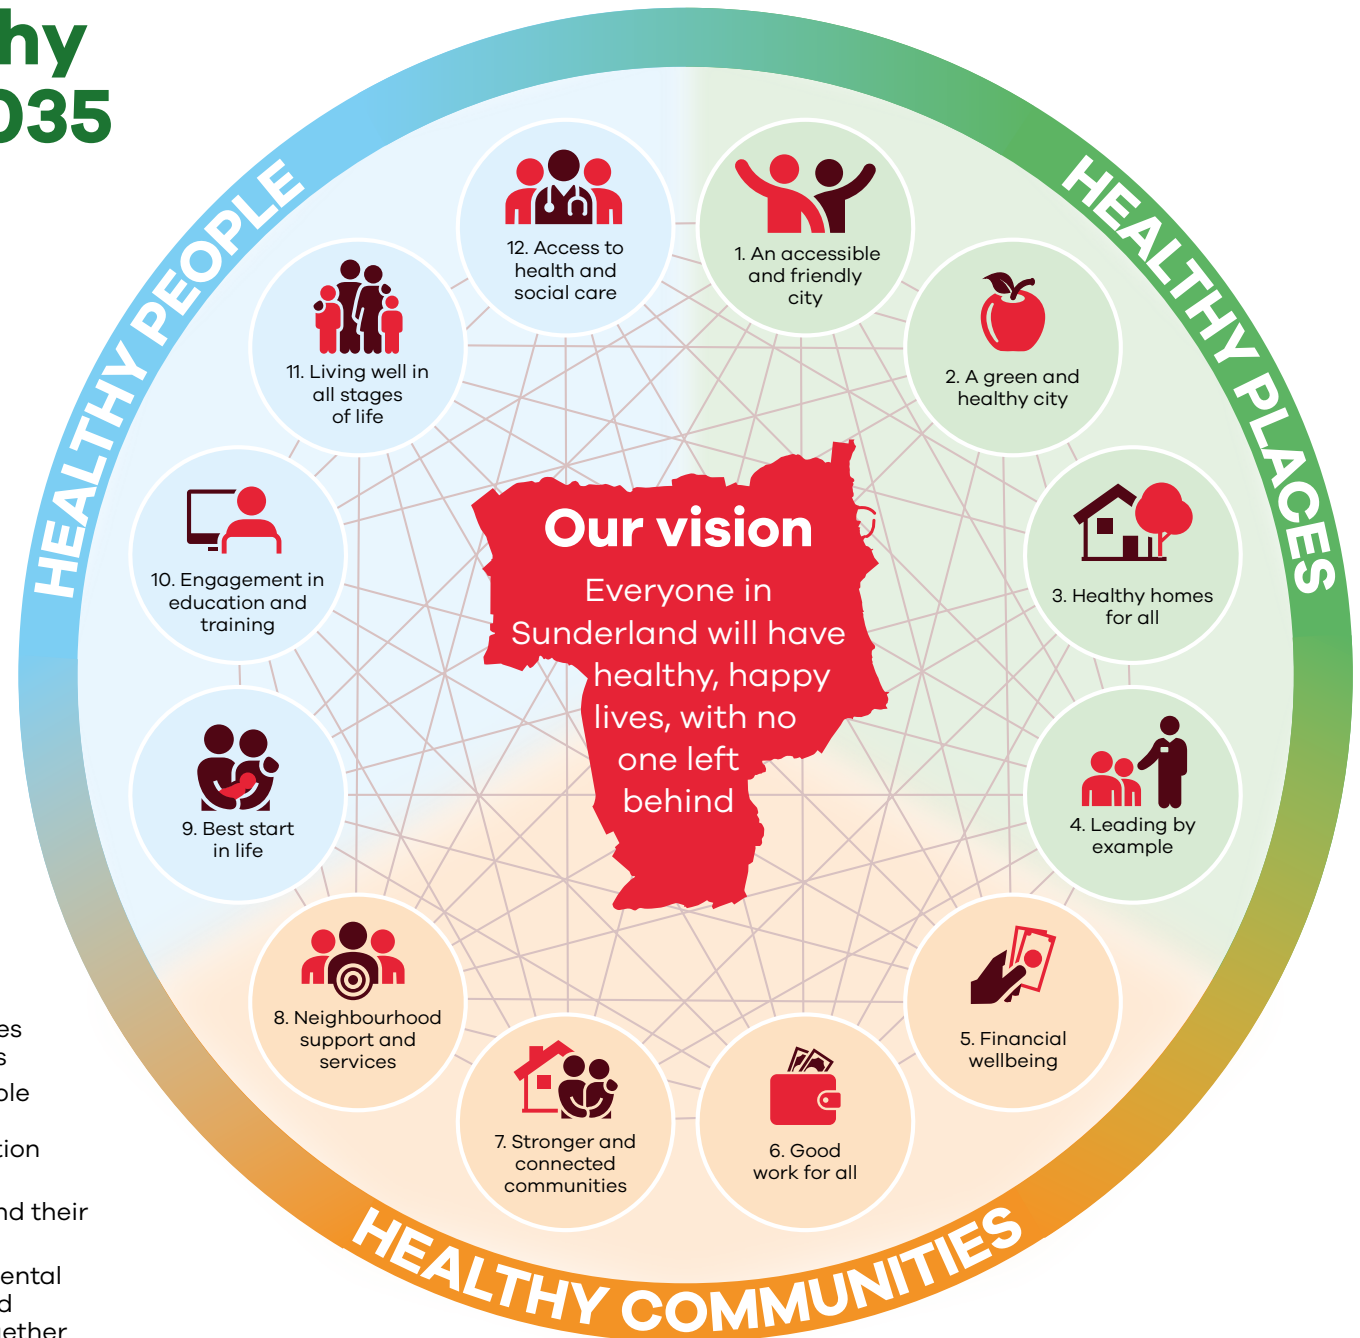 hy
035
HEALTHY PEOPLE
HEALTHY PLACES
HEALTHY COMMUNITIES
12. Access to
health and
social care
1. An accessible
and friendly
city
2. A green and
healthy city
3. Healthy homes
for all
4. Leading by
example
5. Financial
wellbeing
6. Good
work for all
7. Stronger and
connected
communities
8. Neighbourhood
support and
services
9. Best start
in life
10. Engagement in
education and
training
11. Living well in
all stages
of life
Our vision
Everyone in
Sunderland will have
healthy, happy
lives, with no
one left
behind
es
s
ole
tion
nd their
ental
d
gether